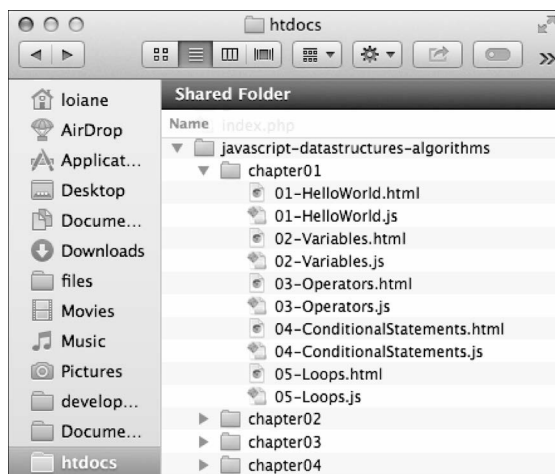 htdocs
loiane
AirDrop
Applicat...
Desktop
Docume...
Downloads
files
Movies
Music
Pictures
develop...
Docume...
htdocs
Shared Folder
Name
index.php
javascript-datastructures-algorithms
chapter01
01-HelloWorld.html
01-HelloWorld.js
02-Variables.html
02-Variables.js
03-Operators.html
03-Operators.js
04-ConditionalStatements.html
04-ConditionalStatements.js
05-Loops.html
05-Loops.js
chapter02
chapter03
chapter04